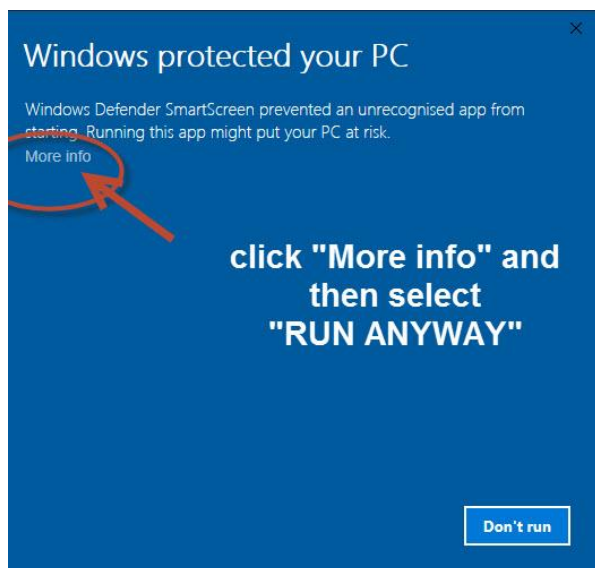 Windows protected your PC
Windows Defender SmartScreen prevented an unrecognised app from
starting. Running this app might put your PC at risk.
More info
click "More info" and
then select
"RUN ANYWAY"
Don't run